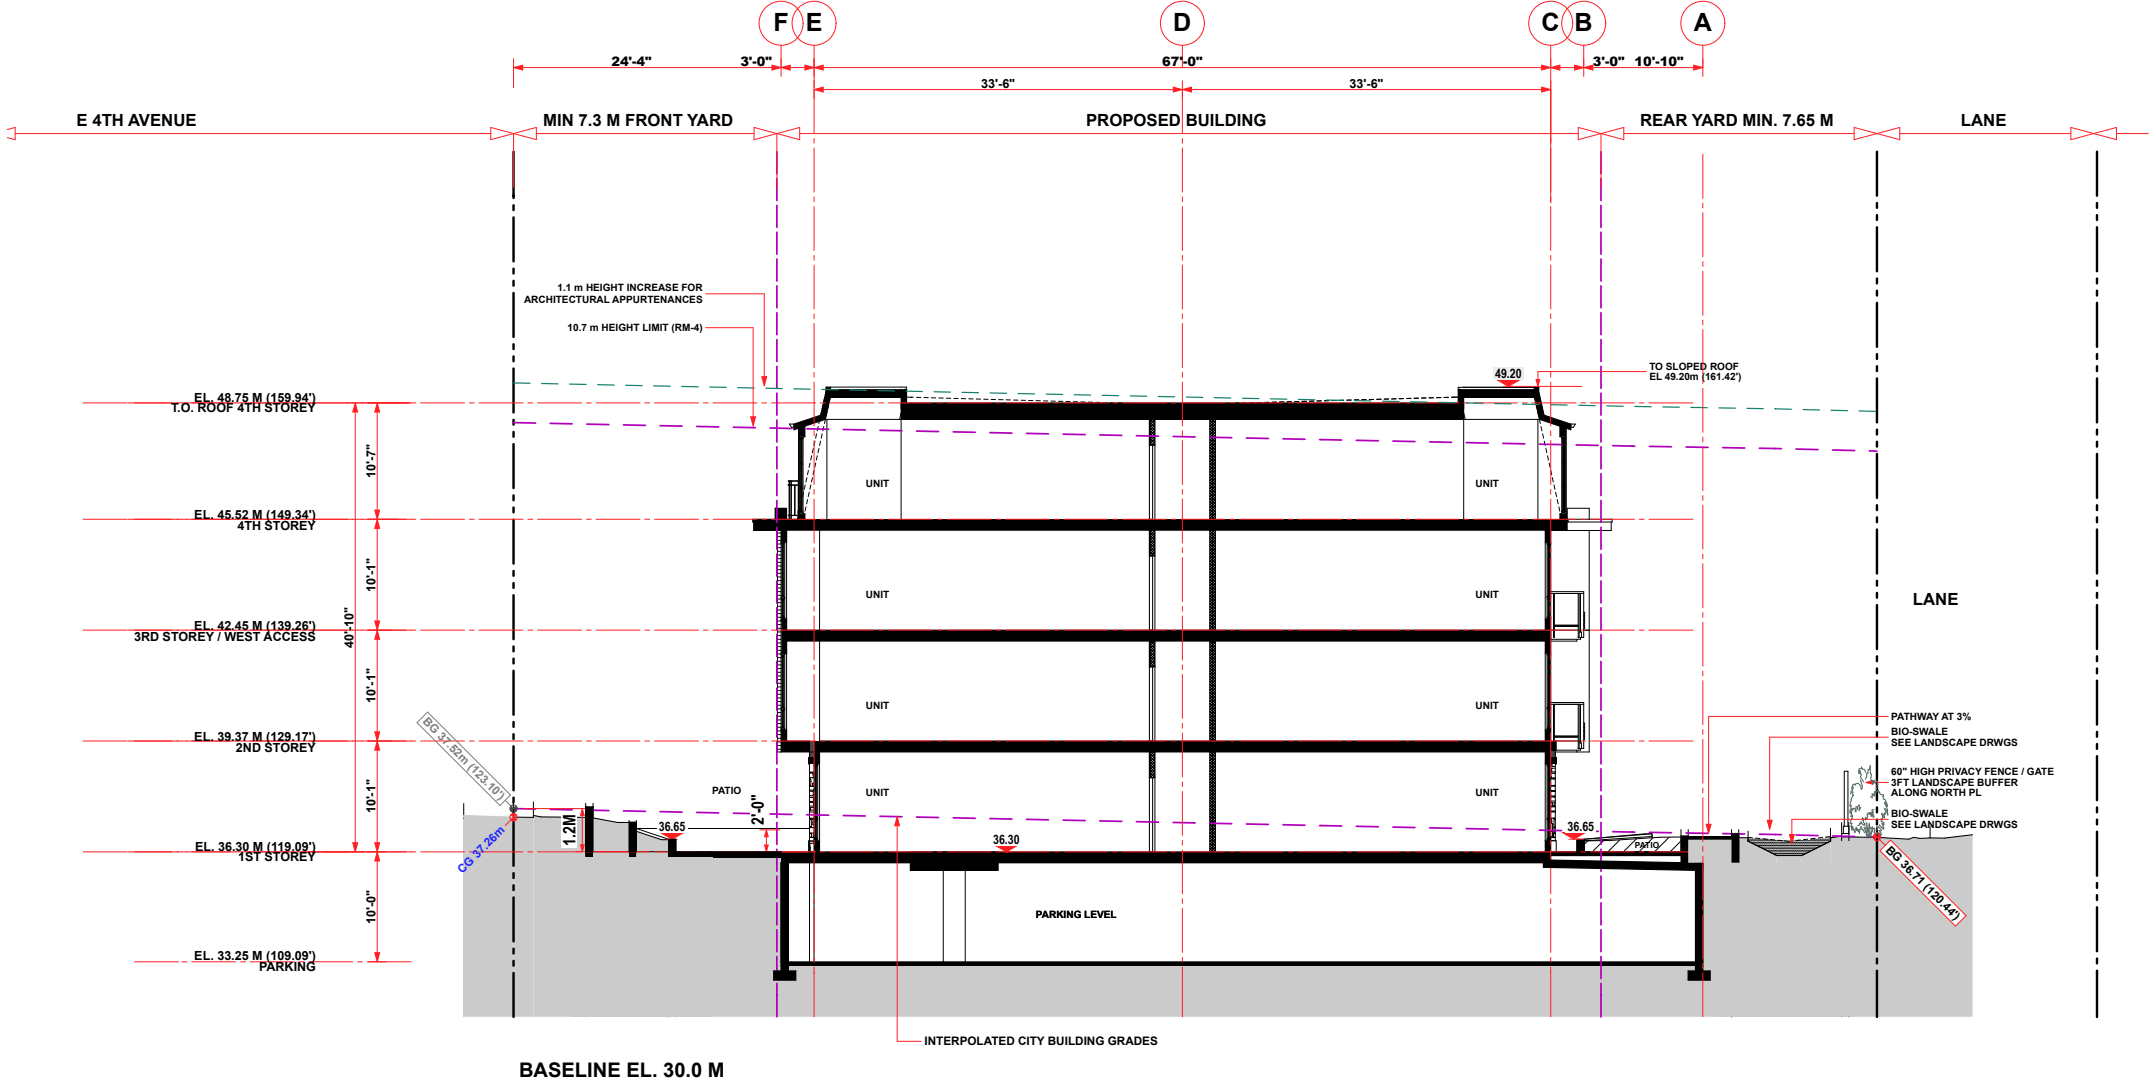 F E D C B A
24'-4" 3'-0" 67'-0" 3'-0" 10'-10"
33'-6" 33'-6"
E 4TH AVENUE MIN 7.3 M FRONT YARD PROPOSED BUILDING REAR YARD MIN. 7.65 M LANE
1.1 m HEIGHT INCREASE FOR
ARCHITECTURAL APPURTENANCES
10.7 m HEIGHT LIMIT (RM-4)
49.20
TO SLOPED ROOF
EL 49.20m (161.42')
EL. 48.75 M (159.94')
T.O. ROOF 4TH STOREY
10'-7"
UNIT UNIT
EL. 45.52 M (149.34')
4TH STOREY
10'-1"
UNIT UNIT
LANE
EL. 42.45 M (139.26')
3RD STOREY / WEST ACCESS
40'-10"
10'-1"
UNIT UNIT
EL. 39.37 M (129.17')
2ND STOREY
PATHWAY AT 3%
BIO-SWALE
SEE LANDSCAPE DRWGS
60" HIGH PRIVACY FENCE / GATE
3FT LANDSCAPE BUFFER
ALONG NORTH PL
BIO-SWALE
SEE LANDSCAPE DRWGS
BG 37.52m (123.10')
CG 37.26m
10'-1"
PATIO
UNIT UNIT
1.2M
2'-0"
36.65
36.30
36.65
PATIO
BG 36.71 (120.44')
EL. 36.30 M (119.09')
1ST STOREY
10'-0"
PARKING LEVEL
EL. 33.25 M (109.09')
PARKING
INTERPOLATED CITY BUILDING GRADES
BASELINE EL. 30.0 M